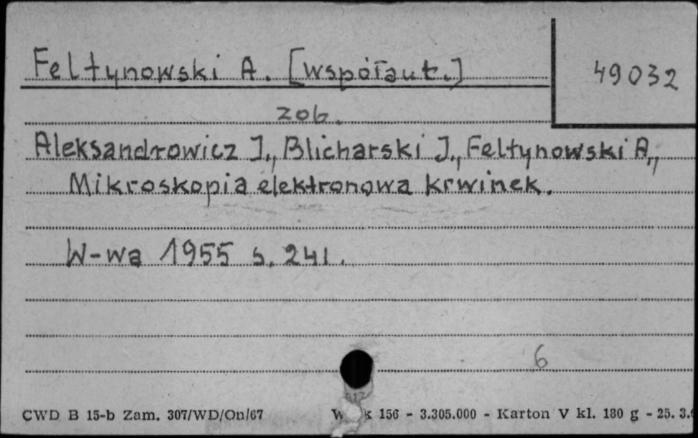 Feltynowski A. [współaut.]
49032
zob.
Aleksandrowicz J., Blicharski J., Feltynowski A.,
Mikroskopia elektronowa krwinek.
W-wa 1955 s. 241.
6
CWD B 15-b Zam. 307/WD/On/67 156 - 3.305.000 - Karton V kl. 180 g - 25. 3.